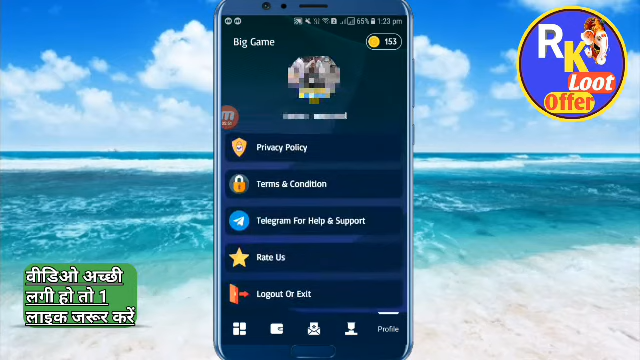 65% 1:23 pm
Big Game
153
Privacy Policy
Terms & Condition
Telegram For Help & Support
Rate Us
Logout Or Exit
Profile
RK
Loot
Offer
वीडिओ अच्छी
लगी हो तो 1
लाइक जरूर करें